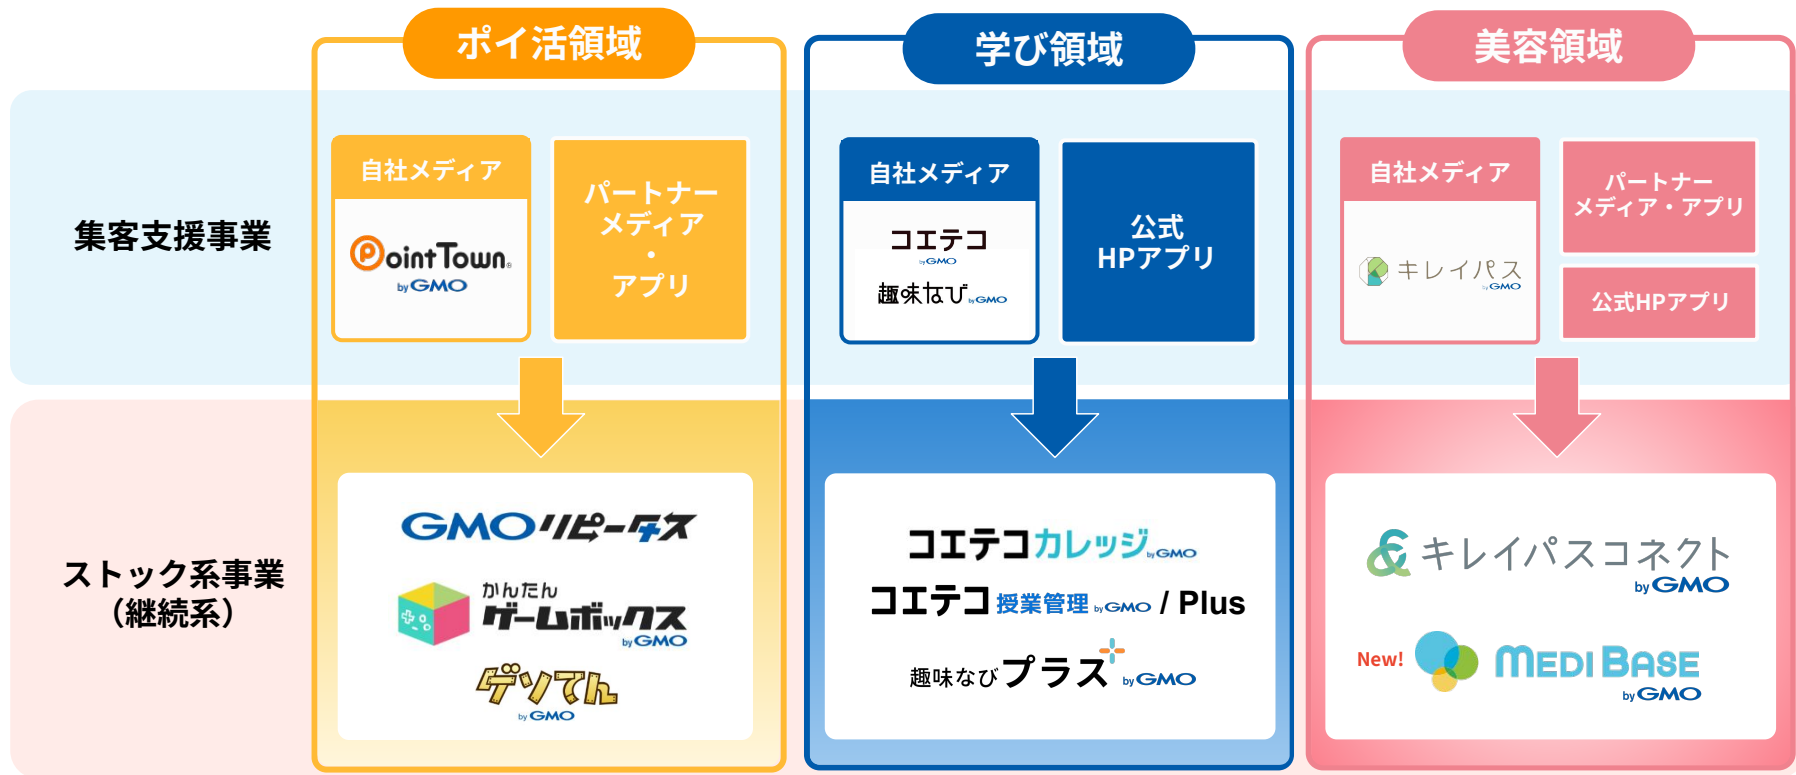 ポイ活領域
学び領域
美容領域
集客支援事業
自社メディア
PointTown
by GMO
パートナー
メディア
・
アプリ
自社メディア
コエテコ
by GMO
趣味なび by GMO
公式
HPアプリ
自社メディア
キレイパス
by GMO
パートナー
メディア・アプリ
公式HPアプリ
ストック系事業
（継続系）
GMOリピータス
かんたん
ゲームボックス
by GMO
ゲソてん
by GMO
コエテコカレッジ by GMO
コエテコ 授業管理 by GMO / Plus
趣味なびプラス by GMO
キレイパスコネクト
by GMO
New!
MEDI BASE
by GMO